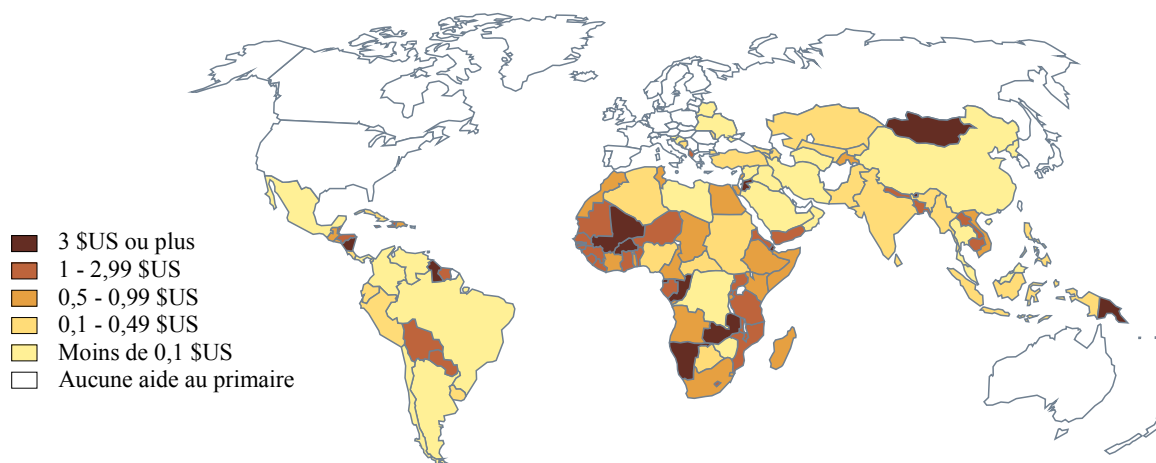 3 $US ou plus
1 - 2,99 $US
0,5 - 0,99 $US
0,1 - 0,49 $US
Moins de 0,1 $US
Aucune aide au primaire